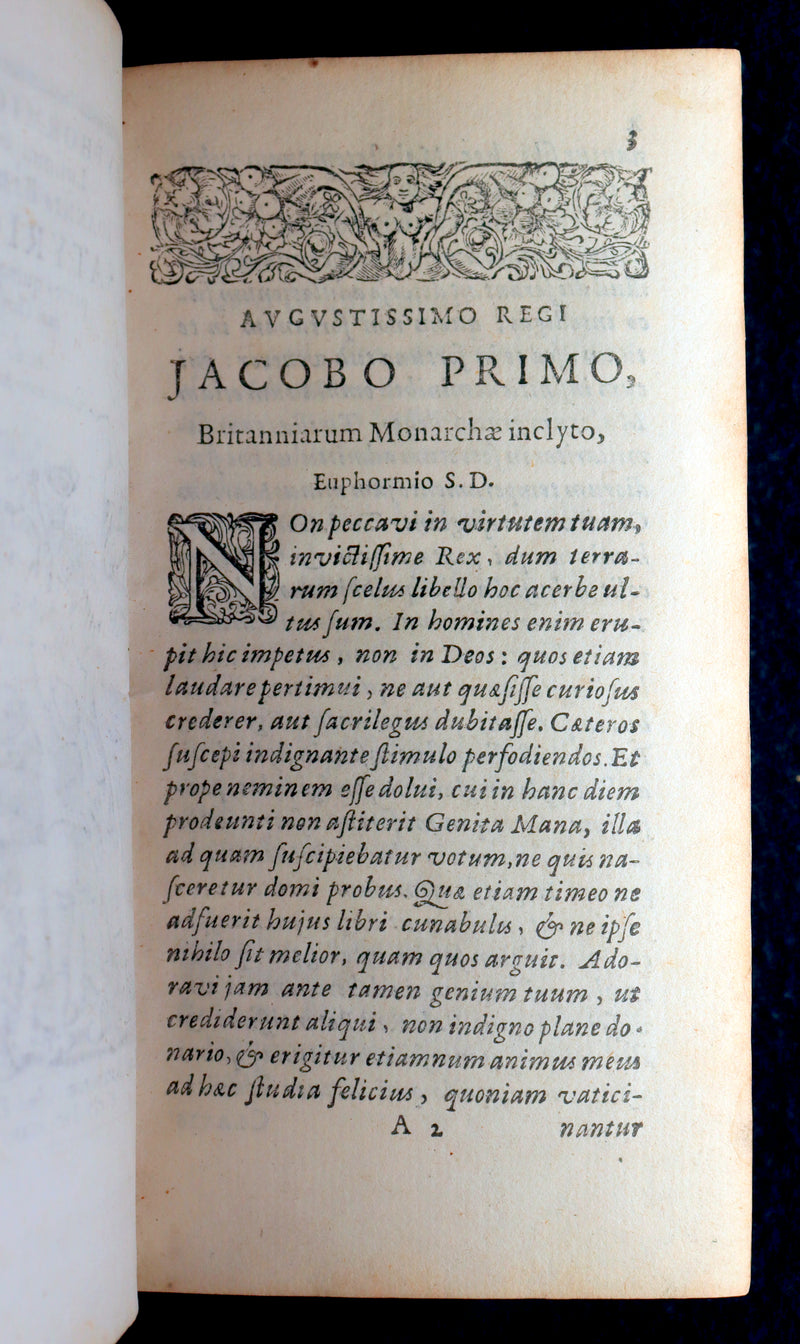 3
AVGVSTISSIMO REGI
JACOBO PRIMO,
Britanniarum Monarchæ inclyto,
Euphormio S. D.
NOn peccavi in virtutem tuam,
invictiſſime Rex, dum terra-
rum ſcelus libello hoc acerbe ul-
tus ſum. In homines enim eru-
pit hic impetus, non in Deos: quos etiam
laudare pertimui, ne aut quæſiſſe curioſus
crederer, aut ſacrilegus dubitaſſe. Cæteros
ſuſcepi indignante ſtimulo perfodiendos. Et
prope neminem eſſe dolui, cui in hanc diem
prodeunti non aſtiterit Genita Mana, illa
ad quam ſuſcipiebatur votum, ne quis na-
ſceretur domi probus. Quæ etiam timeo ne
adfuerit hujus libri cunabulis, & ne ipſe
nihilo ſit melior, quam quos arguit. Ado-
ravi jam ante tamen genium tuum, ut
crediderunt aliqui, non indigno plane do-
nario, & erigitur etiamnum animus meus
ad hæc ſtudia felicius, quoniam vatici-
A 2 nantur